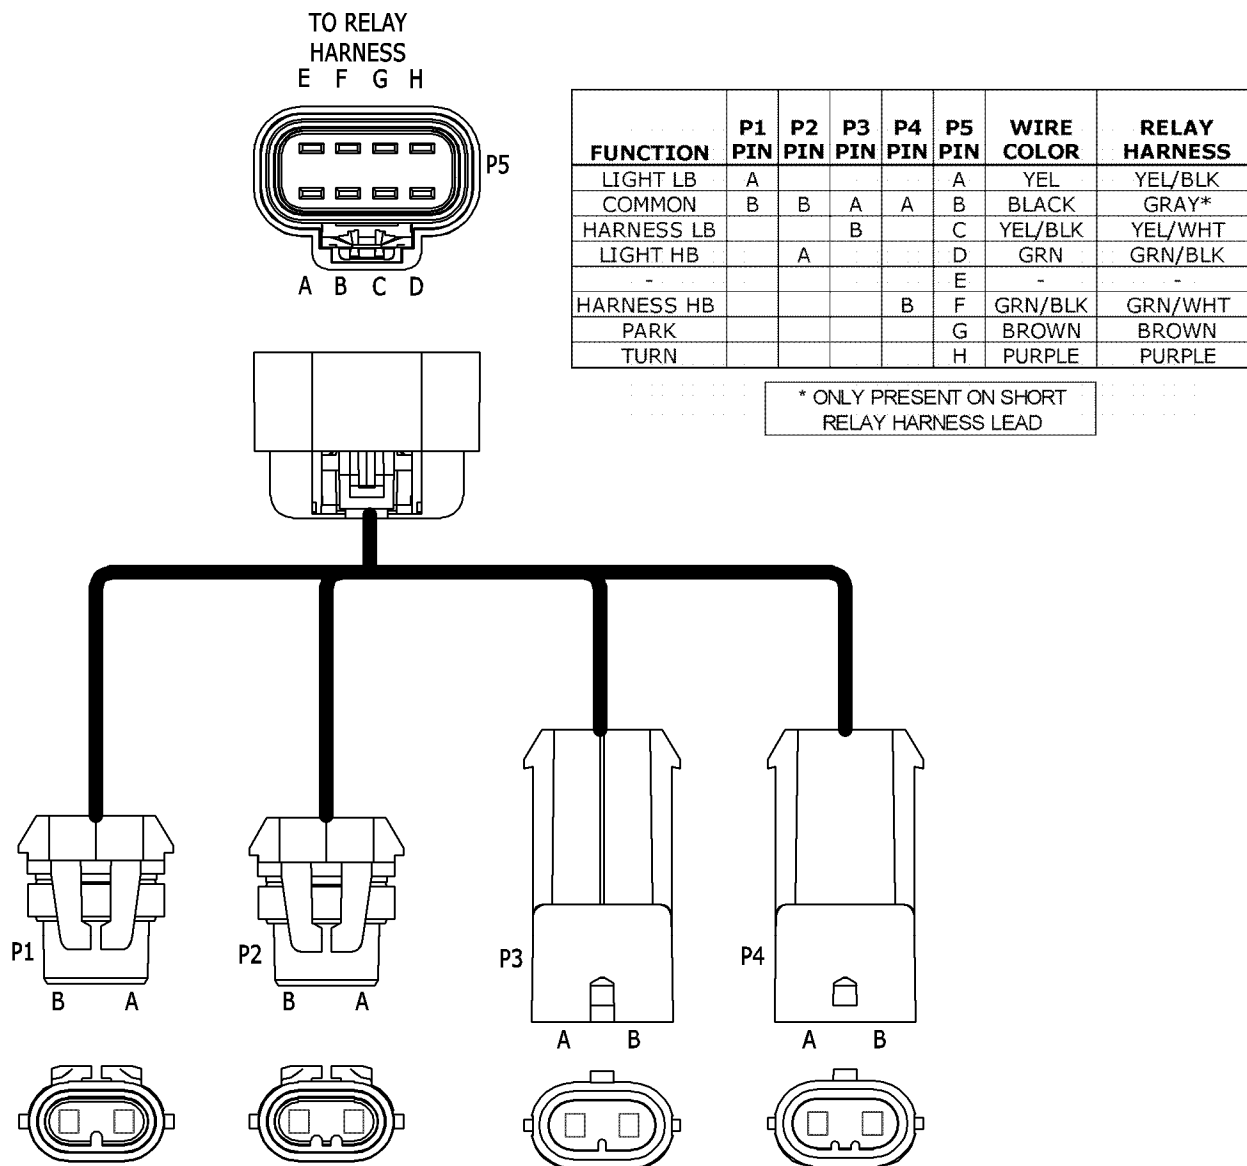 TO RELAY
HARNESS
E F G H
P5
A B C D
FUNCTION P1 PIN P2 PIN P3 PIN P4 PIN P5 PIN WIRE COLOR RELAY HARNESS
LIGHT LB A A YEL YEL/BLK
COMMON B B A A B BLACK GRAY*
HARNESS LB B C YEL/BLK YEL/WHT
LIGHT HB A D GRN GRN/BLK
- E - -
HARNESS HB B F GRN/BLK GRN/WHT
PARK G BROWN BROWN
TURN H PURPLE PURPLE
* ONLY PRESENT ON SHORT
RELAY HARNESS LEAD
P1
B A
P2
B A
P3
A B
P4
A B